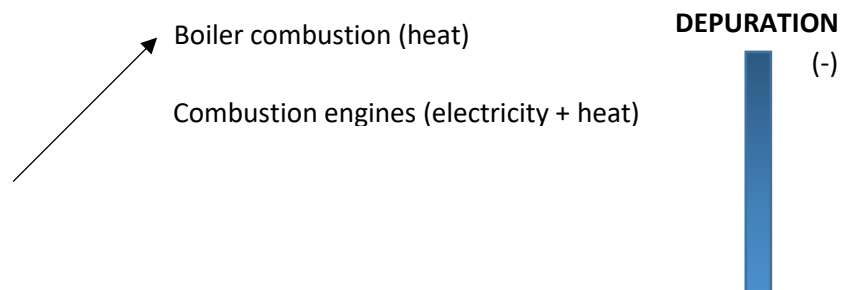 Boiler combustion (heat)
DEPURATION
(-)
Combustion engines (electricity + heat)